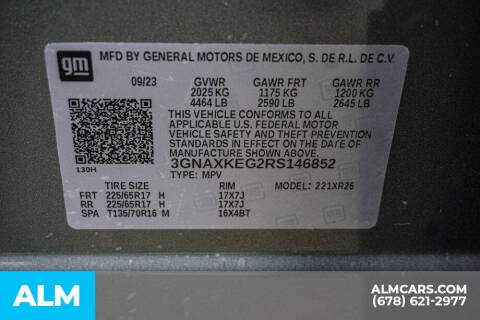 gm
MFD BY GENERAL MOTORS DE MEXICO, S. DE R.L. DE C.V.
09/23 GVWR GAWR FRT GAWR RR
2025 KG 1175 KG 1200 KG
4464 LB 2590 LB 2645 LB
THIS VEHICLE CONFORMS TO ALL
APPLICABLE U.S. FEDERAL MOTOR
VEHICLE SAFETY AND THEFT PREVENTION
STANDARDS IN EFFECT ON THE DATE OF
MANUFACTURE SHOWN ABOVE.
3GNAXKEG2RS146852
TYPE: MPV
130H
TIRE SIZE RIM MODEL: 221XR26
FRT 225/65R17 H 17X7J
RR 225/65R17 H 17X7J
SPA T135/70R16 M 16X4BT
ALM
ALMCARS.COM
(678) 621-2977